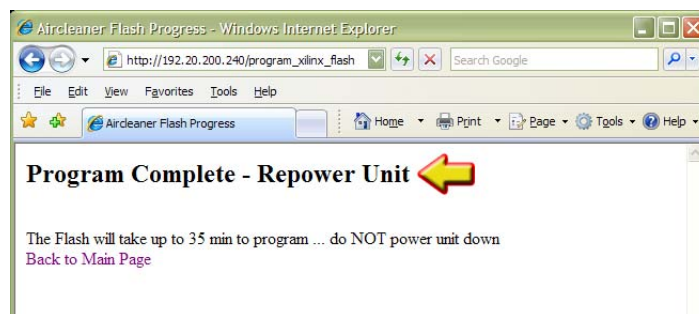 Aircleaner Flash Progress - Windows Internet Explorer
http://192.20.200.240/program_xilinx_flash
Search Google
File Edit View Favorites Tools Help
Aircleaner Flash Progress
Home Print Page Tools Help
Program Complete - Repower Unit
The Flash will take up to 35 min to program ... do NOT power unit down
Back to Main Page